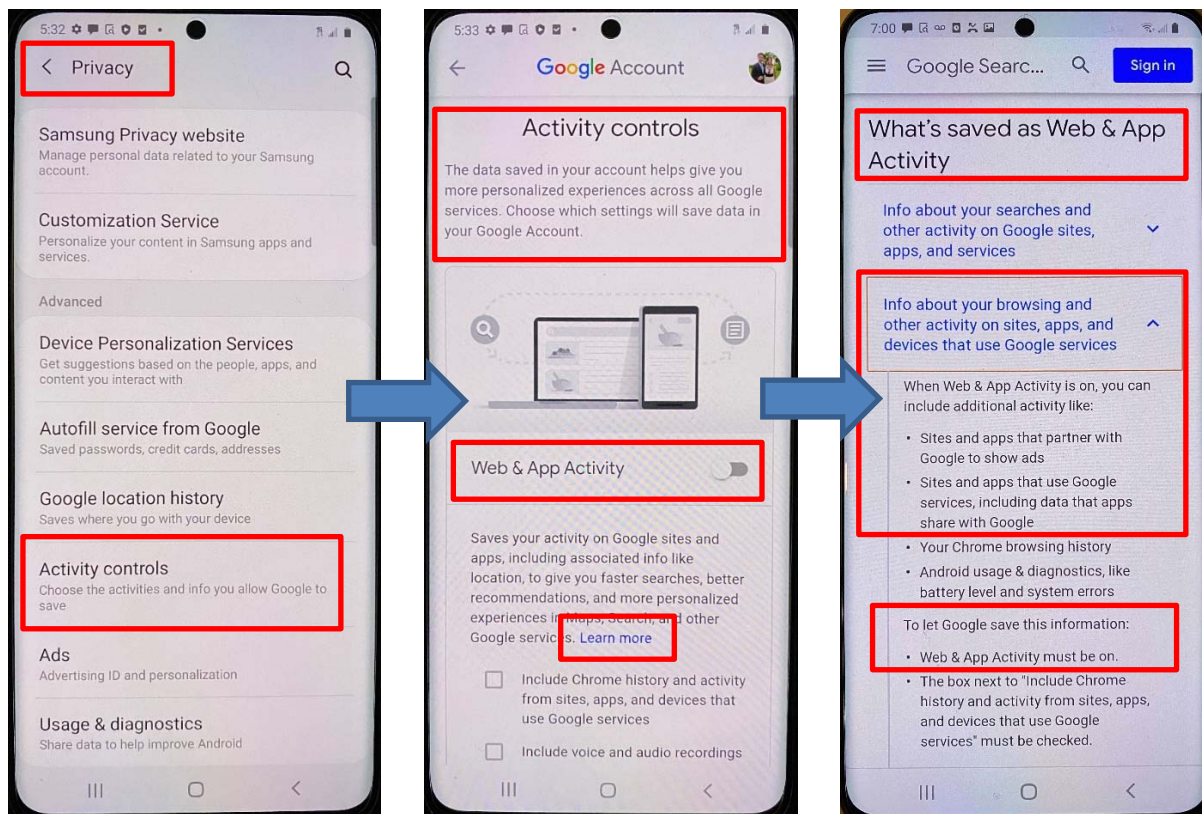 5:32
Privacy
Samsung Privacy website
Manage personal data related to your Samsung
account.
Customization Service
Personalize your content in Samsung apps and
services.
Advanced
Device Personalization Services
Get suggestions based on the people, apps, and
content you interact with
Autofill service from Google
Saved passwords, credit cards, addresses
Google location history
Saves where you go with your device
Activity controls
Choose the activities and info you allow Google to
save
Ads
Advertising ID and personalization
Usage & diagnostics
Share data to help improve Android
5:33
Google Account
Activity controls
The data saved in your account helps give you
more personalized experiences across all Google
services. Choose which settings will save data in
your Google Account.
Web & App Activity
Saves your activity on Google sites and
apps, including associated info like
location, to give you faster searches, better
recommendations, and more personalized
experiences in Maps, Search, and other
Google services. Learn more
Include Chrome history and activity
from sites, apps, and devices that
use Google services
Include voice and audio recordings
7:00
Google Searc...
Sign in
What's saved as Web & App
Activity
Info about your searches and
other activity on Google sites,
apps, and services
Info about your browsing and
other activity on sites, apps, and
devices that use Google services
When Web & App Activity is on, you can
include additional activity like:
• Sites and apps that partner with
Google to show ads
• Sites and apps that use Google
services, including data that apps
share with Google
• Your Chrome browsing history
• Android usage & diagnostics, like
battery level and system errors
To let Google save this information:
• Web & App Activity must be on.
• The box next to "Include Chrome
history and activity from sites, apps,
and devices that use Google
services" must be checked.